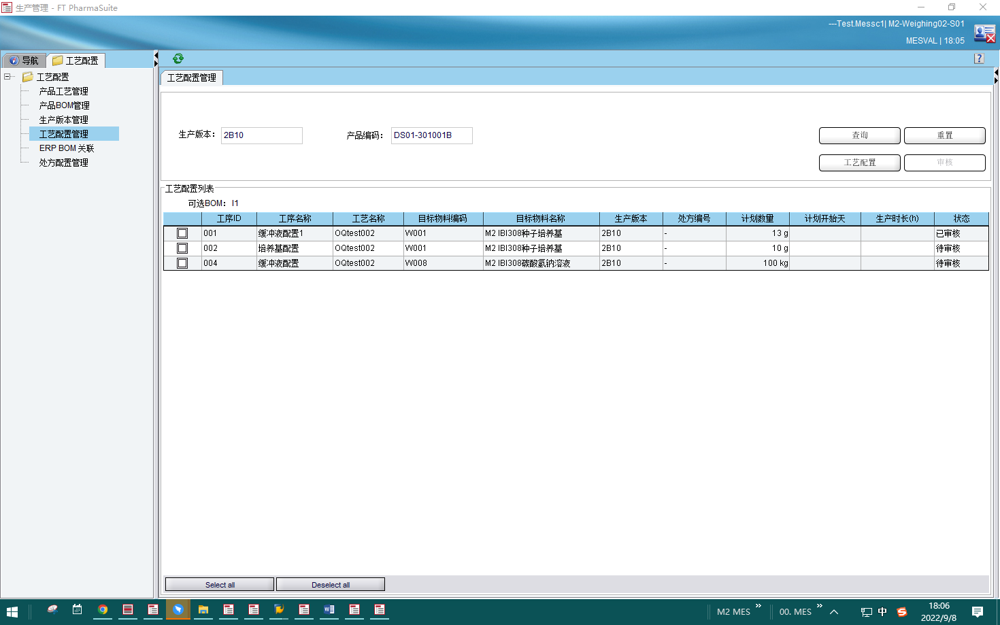 生产管理 - FT PharmaSuite
---Test.Messc1| M2-Weighing02-S01
MESVAL | 18:05
导航 工艺配置
?
工艺配置
产品工艺管理
产品BOM管理
生产版本管理
工艺配置管理
ERP BOM 关联
处方配置管理
工艺配置管理
生产版本： 2B10 产品编码： DS01-301001B 查询 重置
工艺配置 审核
工艺配置列表
可选BOM： I1
工序ID 工序名称 工艺名称 目标物料编码 目标物料名称 生产版本 处方编号 计划数量 计划开始天 生产时长(h) 状态
001 缓冲液配置1 OQtest002 W001 M2 IBI308种子培养基 2B10 - 13 g 已审核
002 培养基配置 OQtest002 W001 M2 IBI308种子培养基 2B10 - 10 g 待审核
004 缓冲液配置 OQtest002 W008 M2 IBI308碳酸氢钠溶液 2B10 - 100 kg 待审核
Select all Deselect all
M2 MES » 00. MES » 中 18:06
2022/9/8